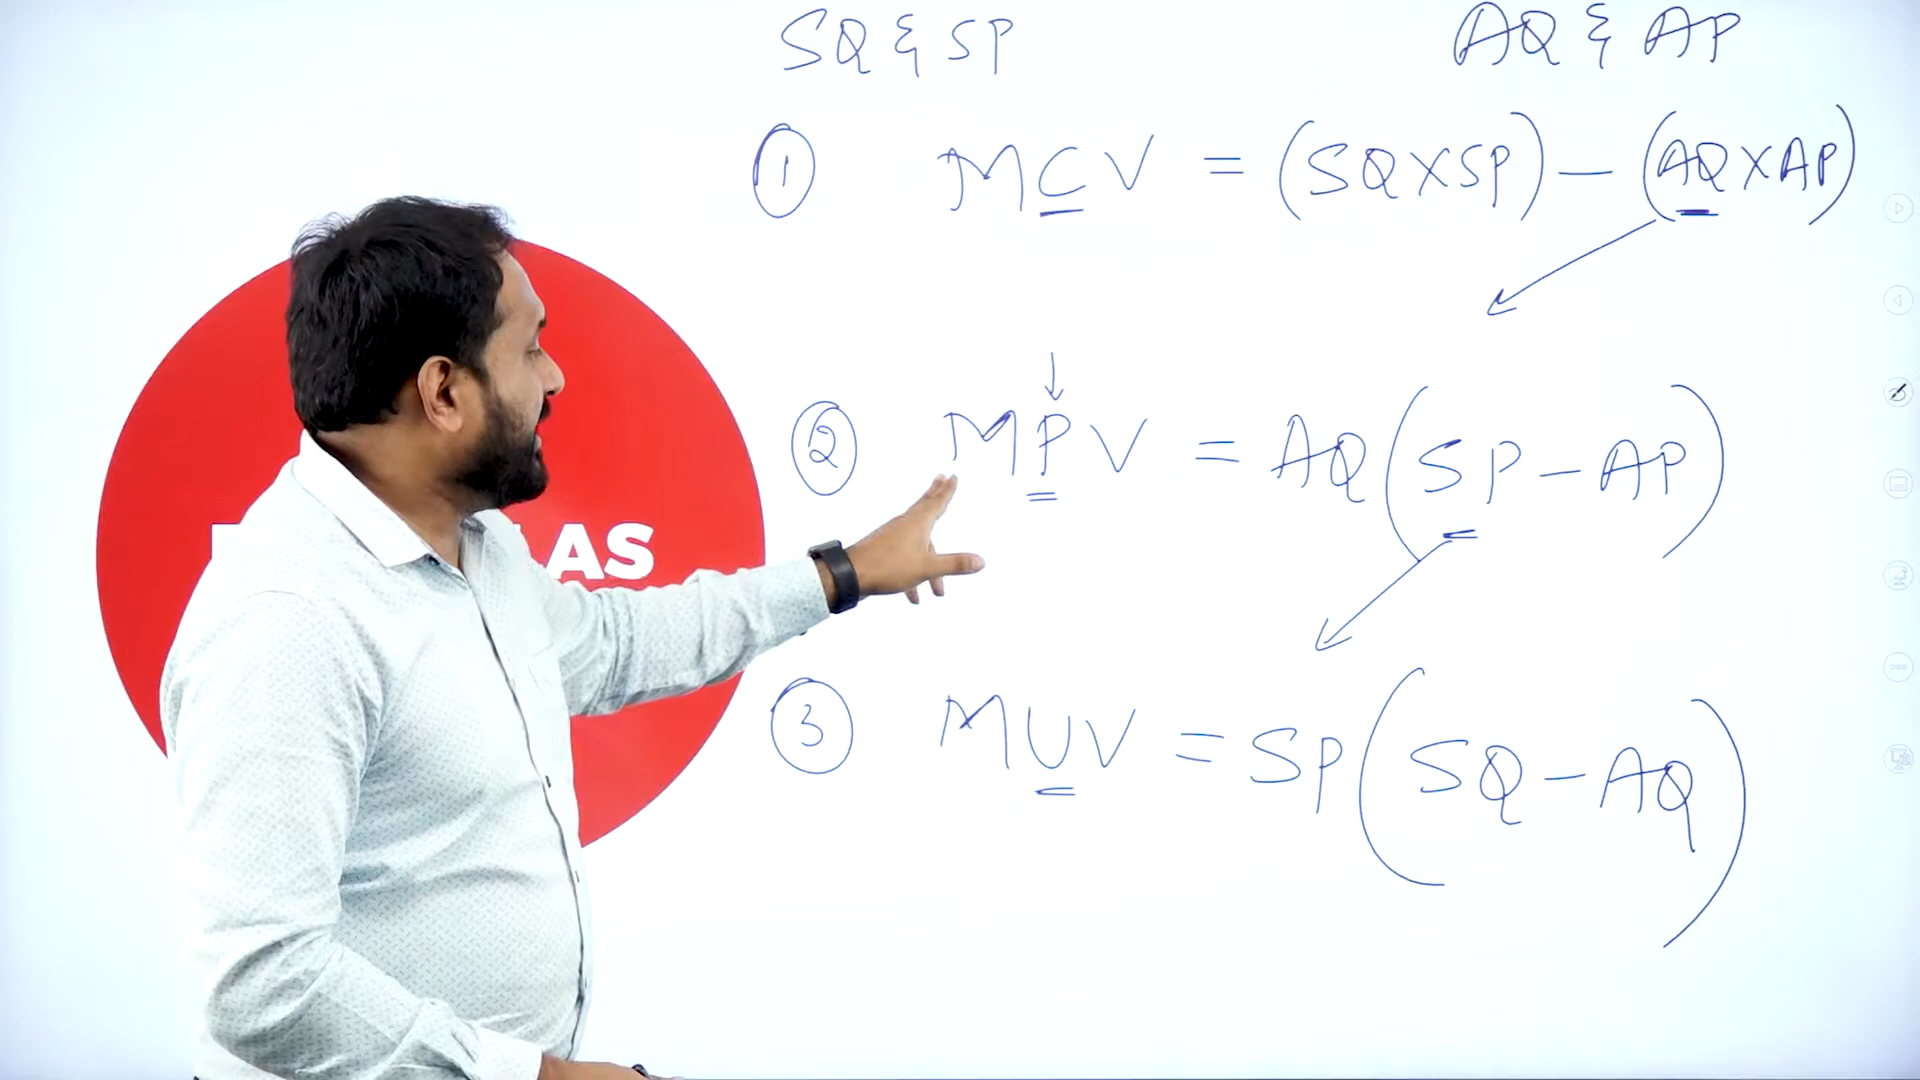 SQ & SP AQ & AP
① MCV = (SQ×SP) – (AQ×AP)
② MPV = AQ(SP – AP)
LAS
③ MUV = SP(SQ – AQ)